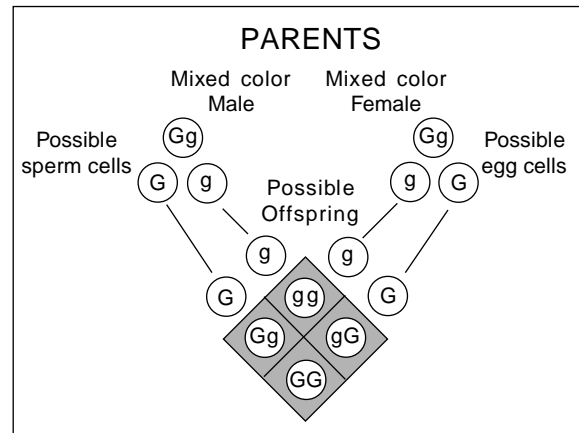 PARENTS
Mixed color
Male
Mixed color
Female
Possible
sperm cells
Gg
G
g
Gg
g
G
Possible
egg cells
Possible
Offspring
g
g
G
G
gg
Gg
gG
GG